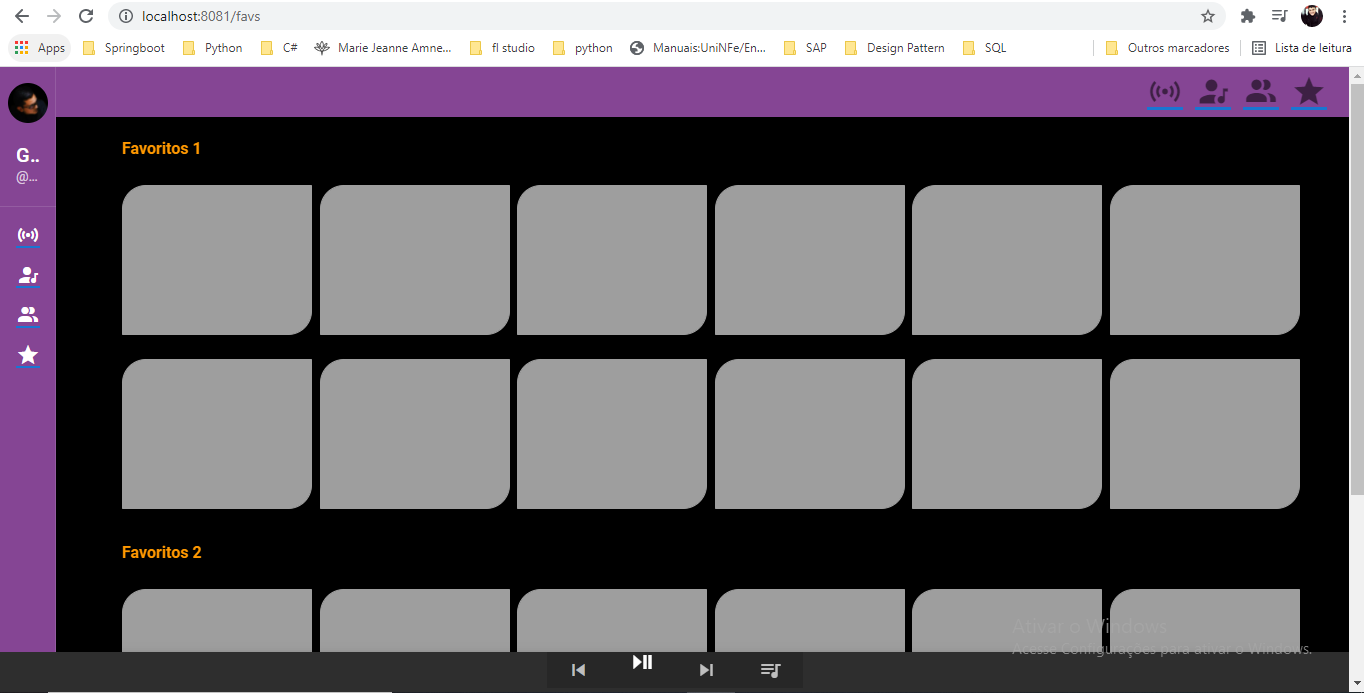 localhost:8081/favs
Apps Springboot Python C# Marie Jeanne Amne... fl studio python Manuais:UniNFe/En... SAP Design Pattern SQL Outros marcadores Lista de leitura
G..
@...
Favoritos 1
Favoritos 2
Ativar o Windows
Acesse Configurações para ativar o Windows.